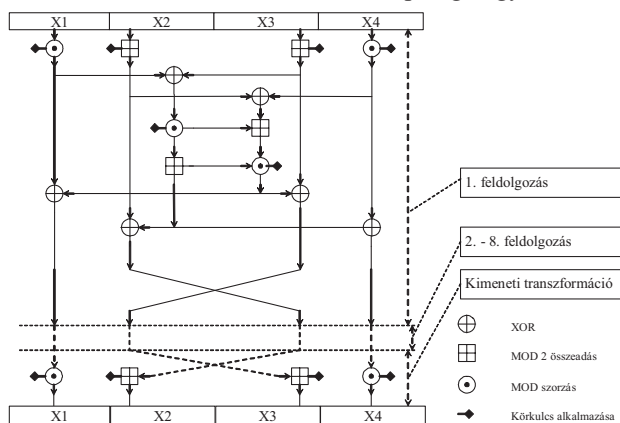 X1 X2 X3 X4
1. feldolgozás
2. - 8. feldolgozás
Kimeneti transzformáció
XOR
MOD 2 összeadás
MOD szorzás
Körkulcs alkalmazása
X1 X2 X3 X4